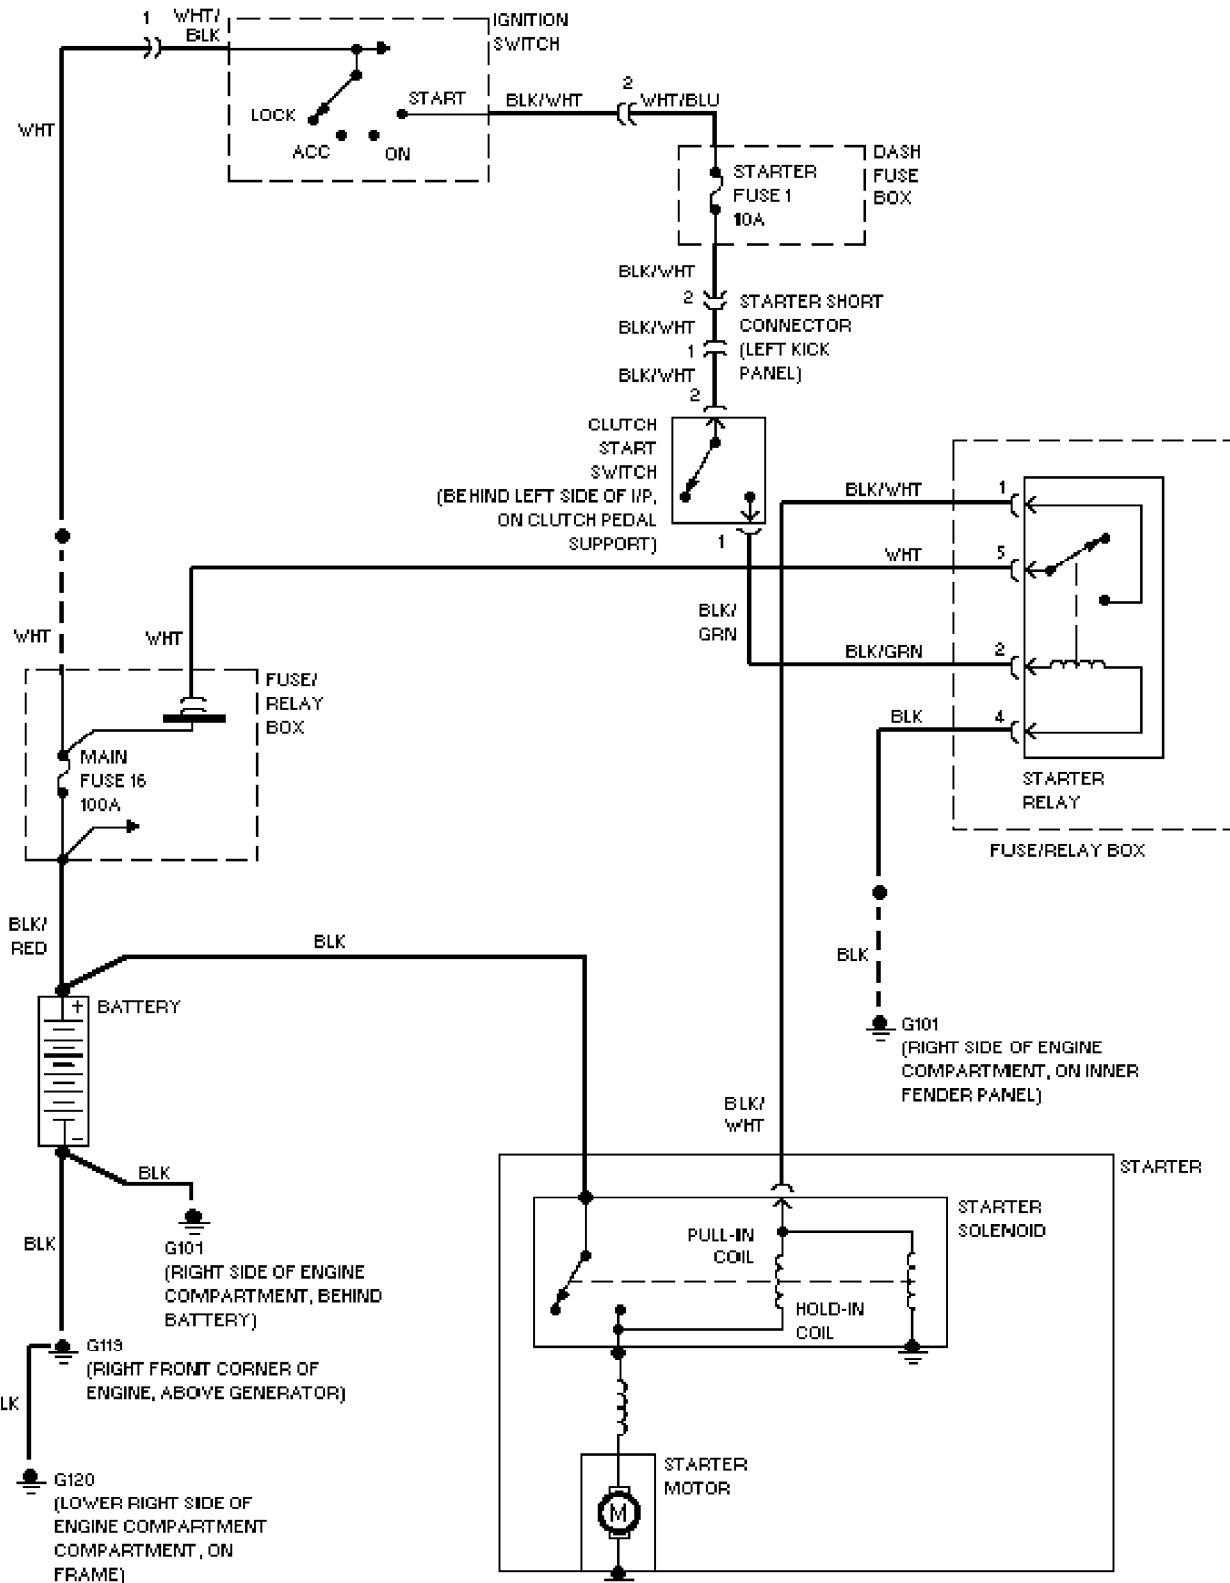 1
WHT/
BLK
IGNITION
SWITCH
WHT
LOCK
START
ACC
ON
BLK/WHT
2
WHT/BLU
DASH
FUSE
BOX
STARTER
FUSE 1
10A
BLK/WHT
2
STARTER SHORT
CONNECTOR
(LEFT KICK
PANEL)
BLK/WHT
1
BLK/WHT
2
CLUTCH
START
SWITCH
(BEHIND LEFT SIDE OF I/P,
ON CLUTCH PEDAL
SUPPORT)
1
BLK/WHT
1
WHT
5
BLK/
GRN
BLK/GRN
2
BLK
4
STARTER
RELAY
FUSE/RELAY BOX
WHT
WHT
FUSE/
RELAY
BOX
MAIN
FUSE 16
100A
BLK/
RED
BLK
BLK
+
BATTERY
-
G101
(RIGHT SIDE OF ENGINE
COMPARTMENT, ON INNER
FENDER PANEL)
BLK/
WHT
STARTER
BLK
BLK
G101
(RIGHT SIDE OF ENGINE
COMPARTMENT, BEHIND
BATTERY)
STARTER
SOLENOID
PULL-IN
COIL
HOLD-IN
COIL
G119
(RIGHT FRONT CORNER OF
ENGINE, ABOVE GENERATOR)
LK
G120
(LOWER RIGHT SIDE OF
ENGINE COMPARTMENT
COMPARTMENT, ON
FRAME)
STARTER
MOTOR
M